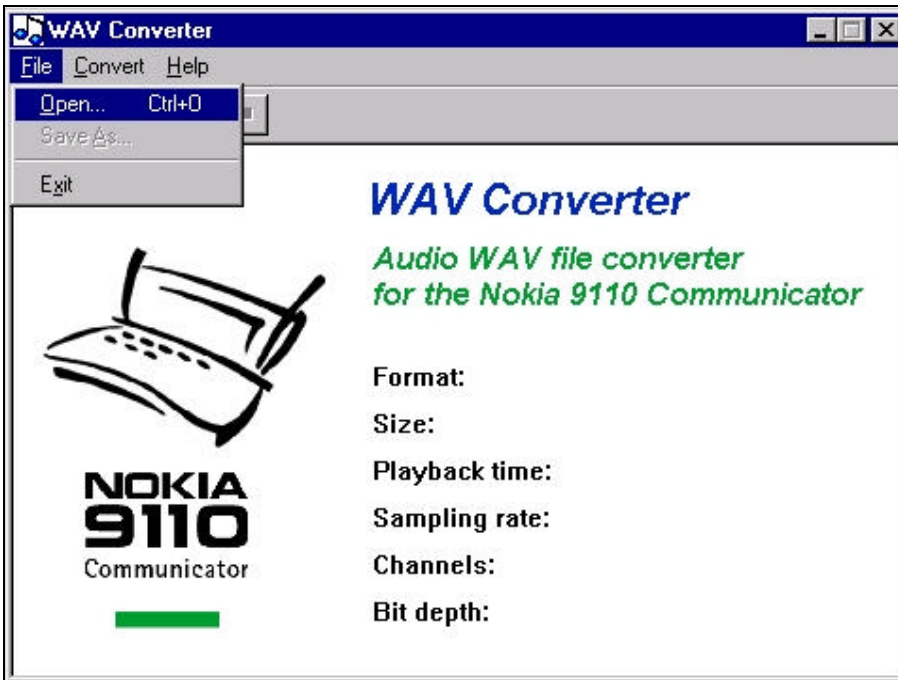 WAV Converter
File Convert Help
Open... Ctrl+O
Save As...
Exit
WAV Converter
Audio WAV file converter
for the Nokia 9110 Communicator
Format:
Size:
Playback time:
Sampling rate:
Channels:
Bit depth:
NOKIA
9110
Communicator